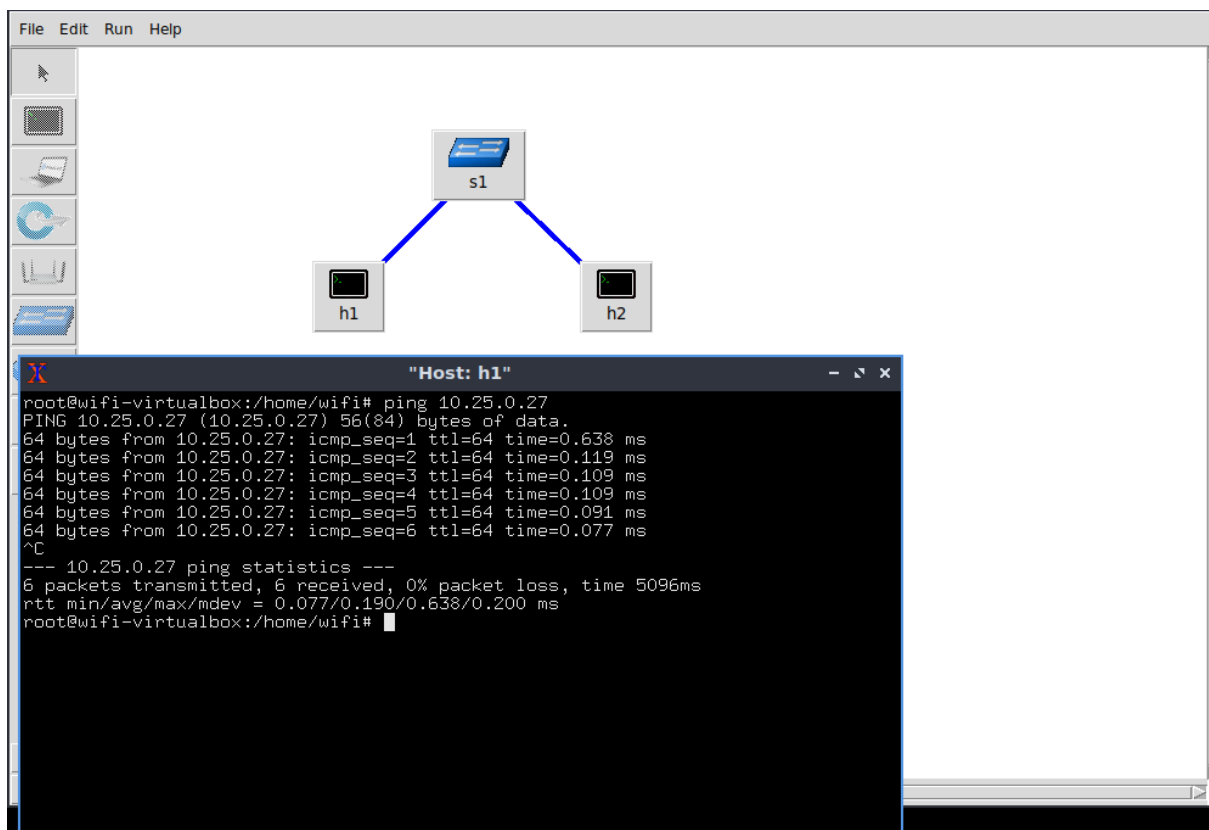 File Edit Run Help
s1
h1
h2
"Host: h1"
root@wifi-virtualbox:/home/wifi# ping 10.25.0.27
PING 10.25.0.27 (10.25.0.27) 56(84) bytes of data.
64 bytes from 10.25.0.27: icmp_seq=1 ttl=64 time=0.638 ms
64 bytes from 10.25.0.27: icmp_seq=2 ttl=64 time=0.119 ms
64 bytes from 10.25.0.27: icmp_seq=3 ttl=64 time=0.109 ms
64 bytes from 10.25.0.27: icmp_seq=4 ttl=64 time=0.109 ms
64 bytes from 10.25.0.27: icmp_seq=5 ttl=64 time=0.091 ms
64 bytes from 10.25.0.27: icmp_seq=6 ttl=64 time=0.077 ms
^C
--- 10.25.0.27 ping statistics ---
6 packets transmitted, 6 received, 0% packet loss, time 5096ms
rtt min/avg/max/mdev = 0.077/0.190/0.638/0.200 ms
root@wifi-virtualbox:/home/wifi#